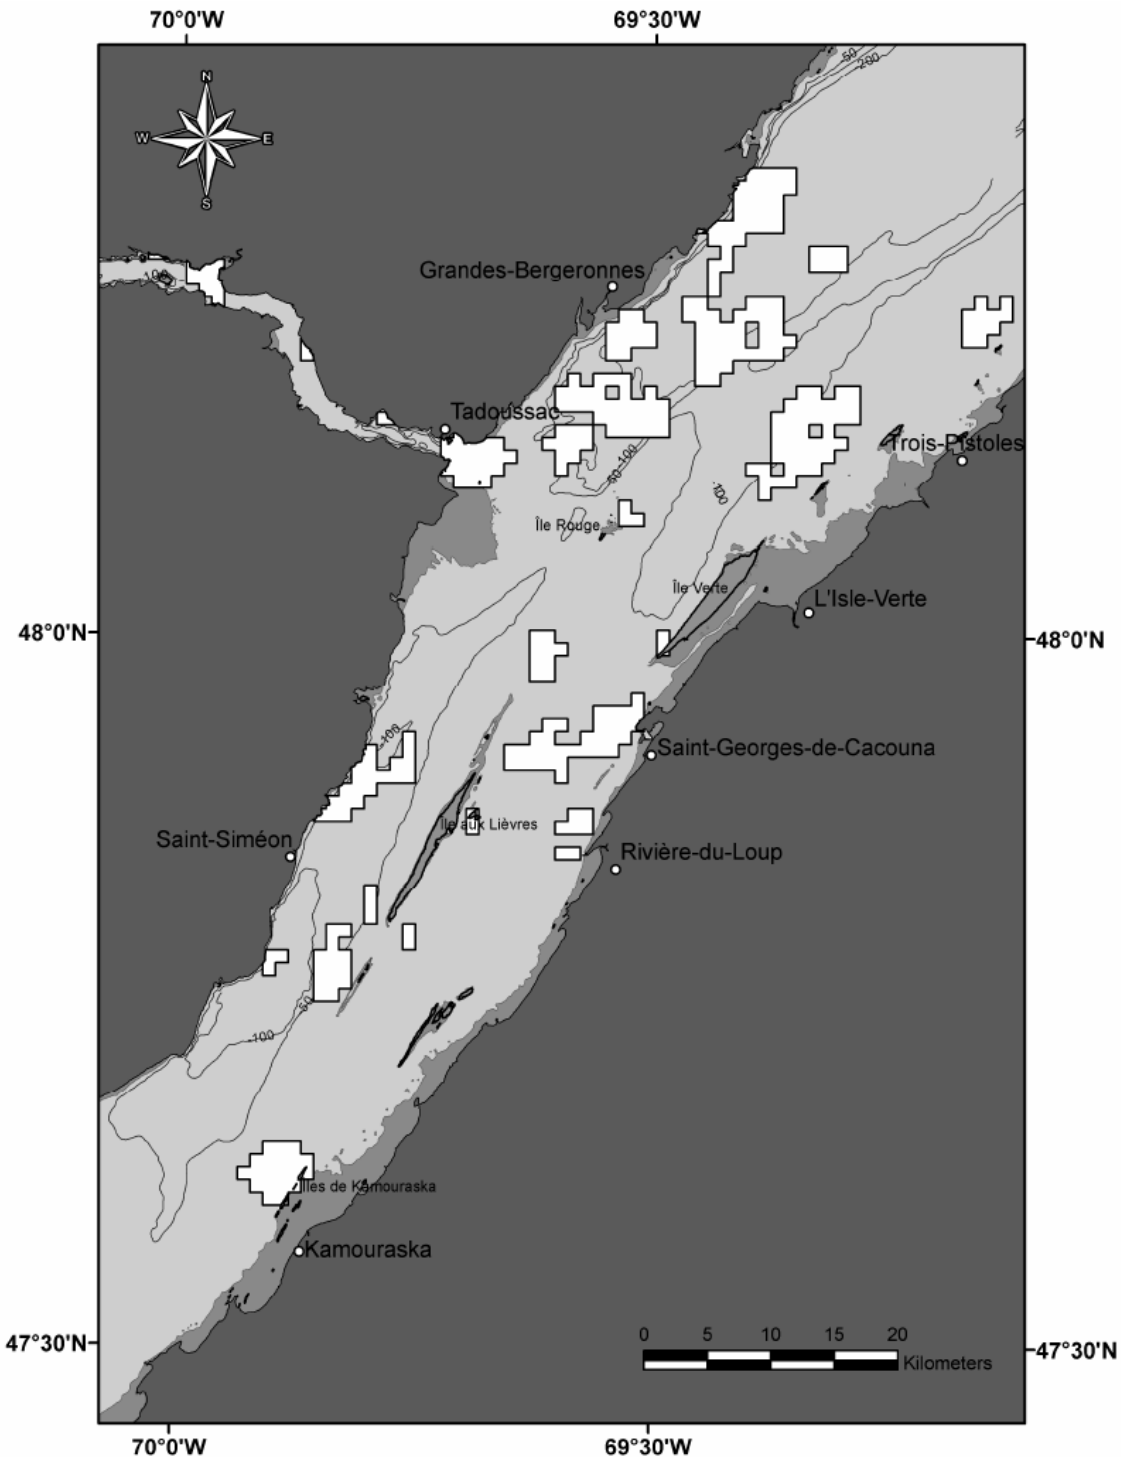 70°0'W 69°30'W
-50
-200
N
W E
S
-100
Grandes-Bergeronnes
Tadoussac
Trois-Pistoles
-100
-50
-100
Île Rouge
Île Verte
L'Isle-Verte
48°0'N 48°0'N
-100
Saint-Georges-de-Cacouna
Île aux Lièvres
Saint-Siméon
Rivière-du-Loup
-50
-100
Îles de Kamouraska
Kamouraska
0 5 10 15 20
Kilometers
47°30'N 47°30'N
70°0'W 69°30'W